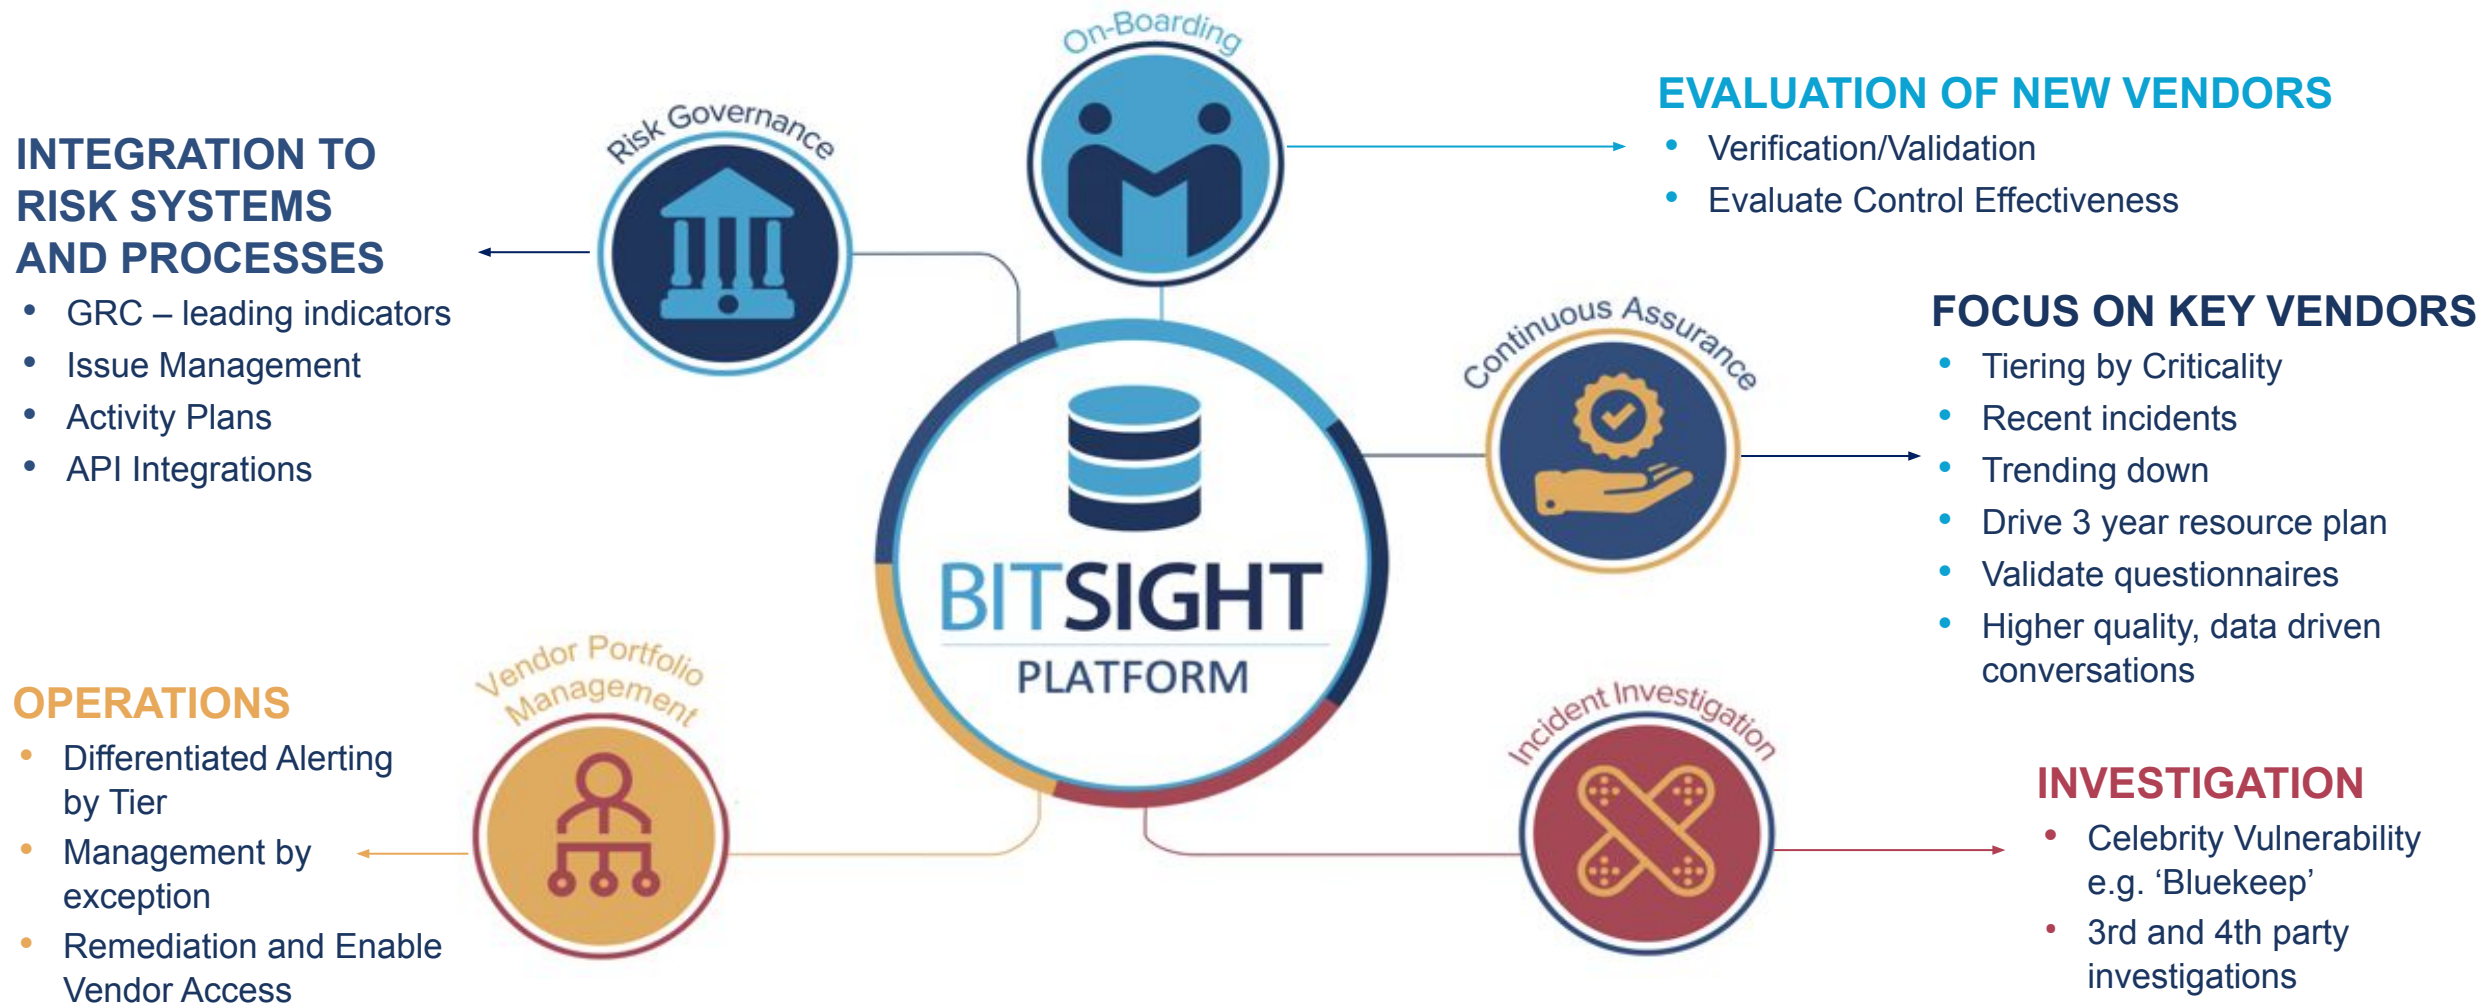 On-Boarding
EVALUATION OF NEW VENDORS
• Verification/Validation
• Evaluate Control Effectiveness
Risk Governance
INTEGRATION TO
RISK SYSTEMS
AND PROCESSES
• GRC – leading indicators
• Issue Management
• Activity Plans
• API Integrations
Continuous Assurance
FOCUS ON KEY VENDORS
• Tiering by Criticality
• Recent incidents
• Trending down
• Drive 3 year resource plan
• Validate questionnaires
• Higher quality, data driven
conversations
BITSIGHT
PLATFORM
Vendor Portfolio
Management
OPERATIONS
• Differentiated Alerting
by Tier
• Management by
exception
• Remediation and Enable
Vendor Access
Incident Investigation
INVESTIGATION
• Celebrity Vulnerability
e.g. ‘Bluekeep’
• 3rd and 4th party
investigations